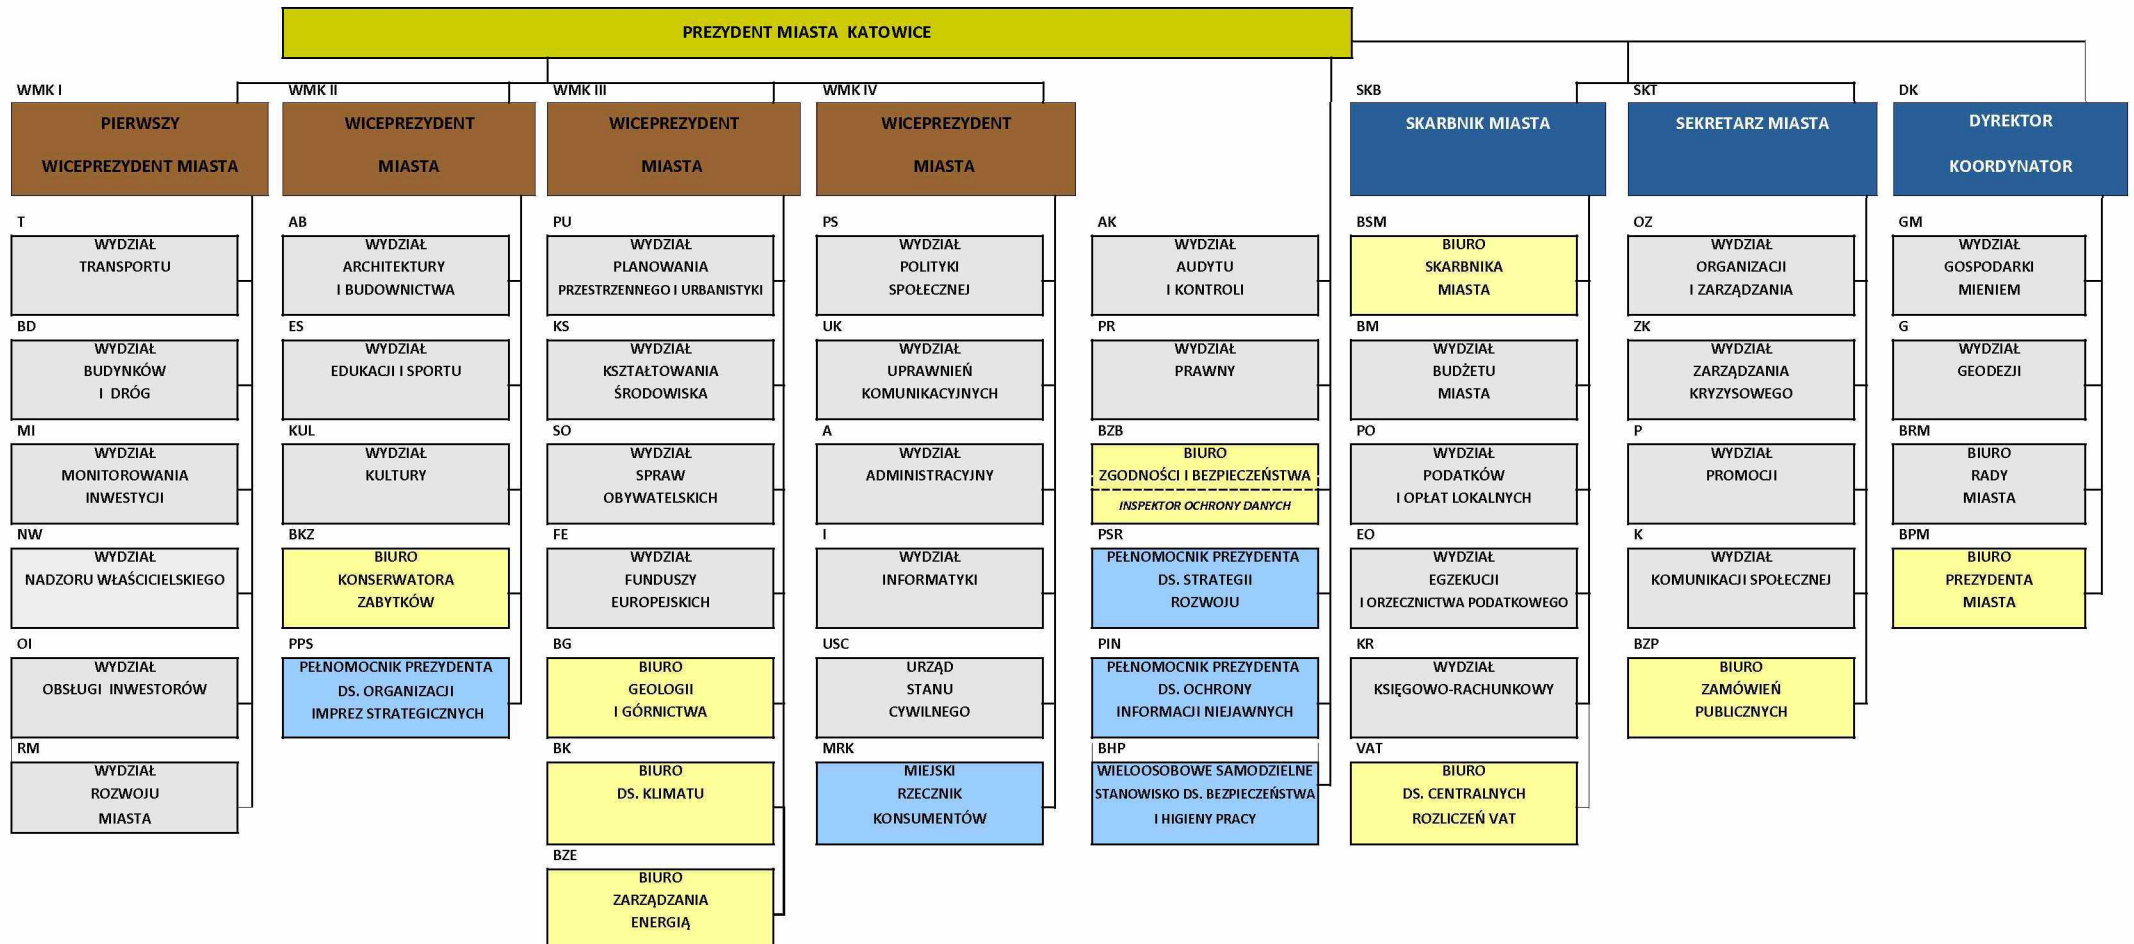 PREZYDENT MIASTA KATOWICE
WMK I
PIERWSZY
WICEPREZYDENT MIASTA
T
WYDZIAŁ
TRANSPORTU
BD
WYDZIAŁ
BUDYNKÓW
I DRÓG
MI
WYDZIAŁ
MONITOROWANIA
INWESTYCJI
NW
WYDZIAŁ
NADZORU WŁAŚCICIELSKIEGO
OI
WYDZIAŁ
OBSŁUGI INWESTORÓW
RM
WYDZIAŁ
ROZWOJU
MIASTA
WMK II
WICEPREZYDENT
MIASTA
AB
WYDZIAŁ
ARCHITEKTURY
I BUDOWNICTWA
ES
WYDZIAŁ
EDUKACJI I SPORTU
KUL
WYDZIAŁ
KULTURY
BKZ
BIURO
KONSERWATORA
ZABYTKÓW
PPS
PEŁNOMOCNIK PREZYDENTA
DS. ORGANIZACJI
IMPREZ STRATEGICZNYCH
WMK III
WICEPREZYDENT
MIASTA
PU
WYDZIAŁ
PLANOWANIA
PRZESTRZENNEGO I URBANISTYKI
KS
WYDZIAŁ
KSZTAŁTOWANIA
ŚRODOWISKA
SO
WYDZIAŁ
SPRAW
OBYWATELSKICH
FE
WYDZIAŁ
FUNDUSZY
EUROPEJSKICH
BG
BIURO
GEOLOGII
I GÓRNICTWA
BK
BIURO
DS. KLIMATU
BZE
BIURO
ZARZĄDZANIA
ENERGIĄ
WMK IV
WICEPREZYDENT
MIASTA
PS
WYDZIAŁ
POLITYKI
SPOŁECZNEJ
UK
WYDZIAŁ
UPRAWNIEŃ
KOMUNIKACYJNYCH
A
WYDZIAŁ
ADMINISTRACYJNY
I
WYDZIAŁ
INFORMATYKI
USC
URZĄD
STANU
CYWILNEGO
MRK
MIEJSKI
RZECZNIK
KONSUMENTÓW
AK
WYDZIAŁ
AUDYTU
I KONTROLI
PR
WYDZIAŁ
PRAWNY
BZB
BIURO
ZGODNOŚCI I BEZPIECZEŃSTWA
INSPEKTOR OCHRONY DANYCH
PSR
PEŁNOMOCNIK PREZYDENTA
DS. STRATEGII
ROZWOJU
PIN
PEŁNOMOCNIK PREZYDENTA
DS. OCHRONY
INFORMACJI NIEJAWNYCH
BHP
WIELOOSOBOWE SAMODZIELNE
STANOWISKO DS. BEZPIECZEŃSTWA
I HIGIENY PRACY
SKB
SKARBNIK MIASTA
BSM
BIURO
SKARBNIKA
MIASTA
BM
WYDZIAŁ
BUDŻETU
MIASTA
PO
WYDZIAŁ
PODATKÓW
I OPŁAT LOKALNYCH
EO
WYDZIAŁ
EGZEKUCJI
I ORZECZNICTWA PODATKOWEGO
KR
WYDZIAŁ
KSIĘGOWO-RACHUNKOWY
VAT
BIURO
DS. CENTRALNYCH
ROZLICZEŃ VAT
SKT
SEKRETARZ MIASTA
OZ
WYDZIAŁ
ORGANIZACJI
I ZARZĄDZANIA
ZK
WYDZIAŁ
ZARZĄDZANIA
KRYZYSOWEGO
P
WYDZIAŁ
PROMOCJI
K
WYDZIAŁ
KOMUNIKACJI SPOŁECZNEJ
BZP
BIURO
ZAMÓWIEŃ
PUBLICZNYCH
DK
DYREKTOR
KOORDYNATOR
GM
WYDZIAŁ
GOSPODARKI
MIENIEM
G
WYDZIAŁ
GEODEZJI
BRM
BIURO
RADY
MIASTA
BPM
BIURO
PREZYDENTA
MIASTA